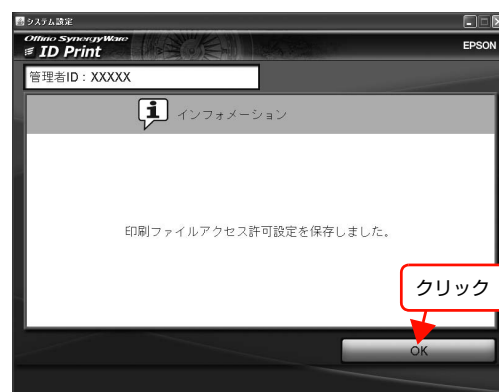 システム設定
Offirio SynergyWare
ID Print
EPSON
管理者ID：XXXXX
インフォメーション
印刷ファイルアクセス許可設定を保存しました。
クリック
OK